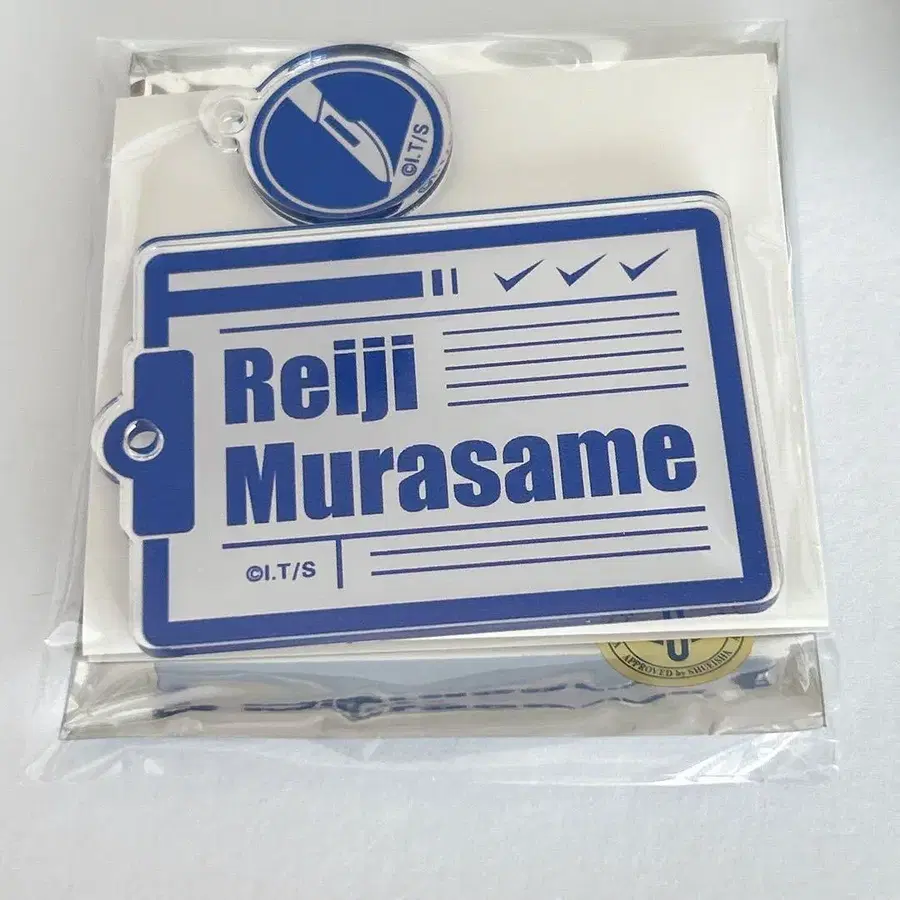 ©I.T/S
Reiji
Murasame
©I.T/S
APPROVED by SHUEISHA